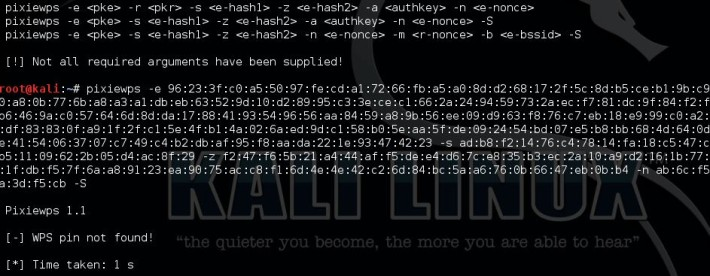 pixiewps -e <pke> -r <pkr> -s <e-hash1> -z <e-hash2> -a <authkey> -n <e-nonce>
pixiewps -e <pke> -s <e-hash1> -z <e-hash2> -a <authkey> -n <e-nonce> -S
pixiewps -e <pke> -s <e-hash1> -z <e-hash2> -n <e-nonce> -m <r-nonce> -b <e-bssid> -S
[!] Not all required arguments have been supplied!
root@kali:~# pixiewps -e 96:23:3f:c0:a5:50:97:fe:cd:a1:72:66:fb:a5:a0:8d:d2:68:17:2f:5c:8d:b5:ce:b1:9b:c9
0:a8:0b:77:6b:a8:a3:a1:db:eb:63:52:9d:10:d2:89:95:c3:3e:ce:c1:66:2a:24:94:59:73:2a:ec:f7:81:dc:9f:84:f2:f
b6:46:9a:c0:57:64:6d:8d:da:17:88:41:93:54:96:56:aa:84:59:a8:9b:56:ee:09:d9:63:f8:76:c7:eb:18:e9:99:c0:a2:
:df:83:83:0f:a9:1f:2f:c1:5e:4f:b1:4a:02:6a:ed:9d:c1:58:b0:5e:aa:5f:de:09:24:54:bd:07:e5:b8:bb:68:4d:64:0d
e:41:54:06:37:07:c7:49:c4:b2:db:af:95:f8:aa:da:22:1e:93:47:42:23 -s ad:b8:f2:14:76:c4:78:14:fa:18:c5:47:c
b5:11:09:62:2b:05:d4:ac:8f:29 -z f2:47:f6:5b:21:a4:44:af:f5:de:e4:d6:7c:e8:35:b3:ec:2a:10:a9:d2:16:1b:77:
:1f:db:f5:7f:6a:a8:91:23:ea:90:75:ac:c8:f1:6d:4e:4e:42:c2:6d:84:bc:5a:a6:76:0b:66:47:eb:0b:b4 -n ab:6c:f5
a:3d:f5:cb -S
Pixiewps 1.1
[-] WPS pin not found!
[*] Time taken: 1 s
KALI LINUX
"the quieter you become, the more you are able to hear"